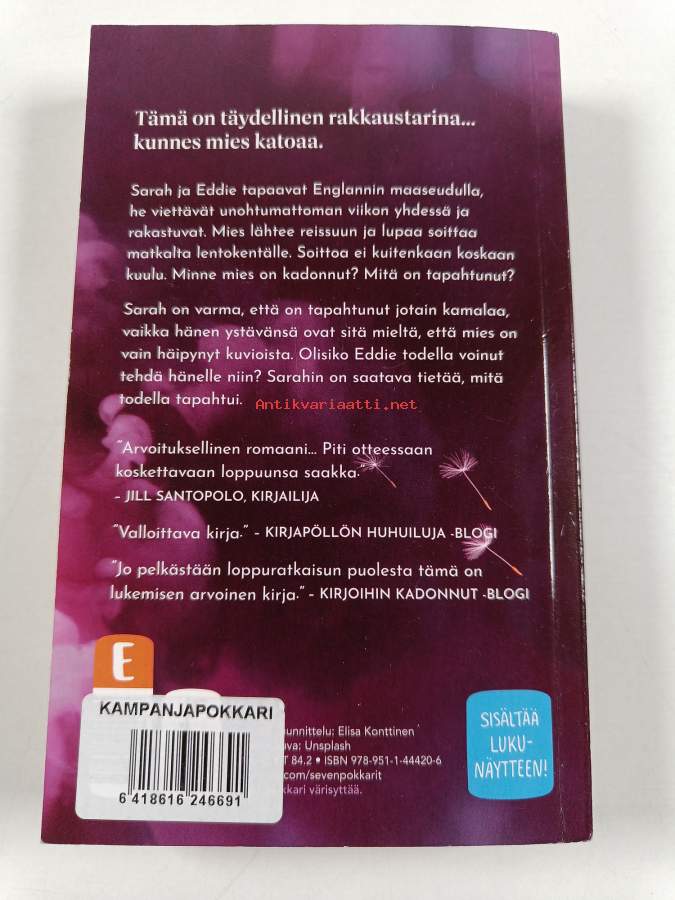 Tämä on täydellinen rakkaustarina...
kunnes mies katoaa.
Sarah ja Eddie tapaavat Englannin maaseudulla,
he viettävät unohtumattoman viikon yhdessä ja
rakastuvat. Mies lähtee reissuun ja lupaa soittaa
matkalta lentokentälle. Soittoa ei kuitenkaan koskaan
kuulu. Minne mies on kadonnut? Mitä on tapahtunut?
Sarah on varma, että on tapahtunut jotain kamalaa,
vaikka hänen ystävänsä ovat sitä mieltä, että mies on
vain häipynyt kuvioista. Olisiko Eddie todella voinut
tehdä hänelle niin? Sarahin on saatava tietää, mitä
todella tapahtui.
Antikvariaatti.net
"Arvoituksellinen romaani... Piti otteessaan
koskettavaan loppuunsa saakka."
– JILL SANTOPOLO, KIRJAILIJA
"Valloittava kirja." – KIRJAPÖLLÖN HUHUILUJA -BLOGI
"Jo pelkästään loppuratkaisun puolesta tämä on
lukemisen arvoinen kirja." – KIRJOIHIN KADONNUT -BLOGI
E
KAMPANJAPOKKARI
6 418616 246691
unnittelu: Elisa Konttinen
uva: Unsplash
T 84.2 • ISBN 978-951-1-44420-6
.com/sevenpokkarit
kkari värisyttää.
SISÄLTÄÄ
LUKU-
NÄYTTEEN!